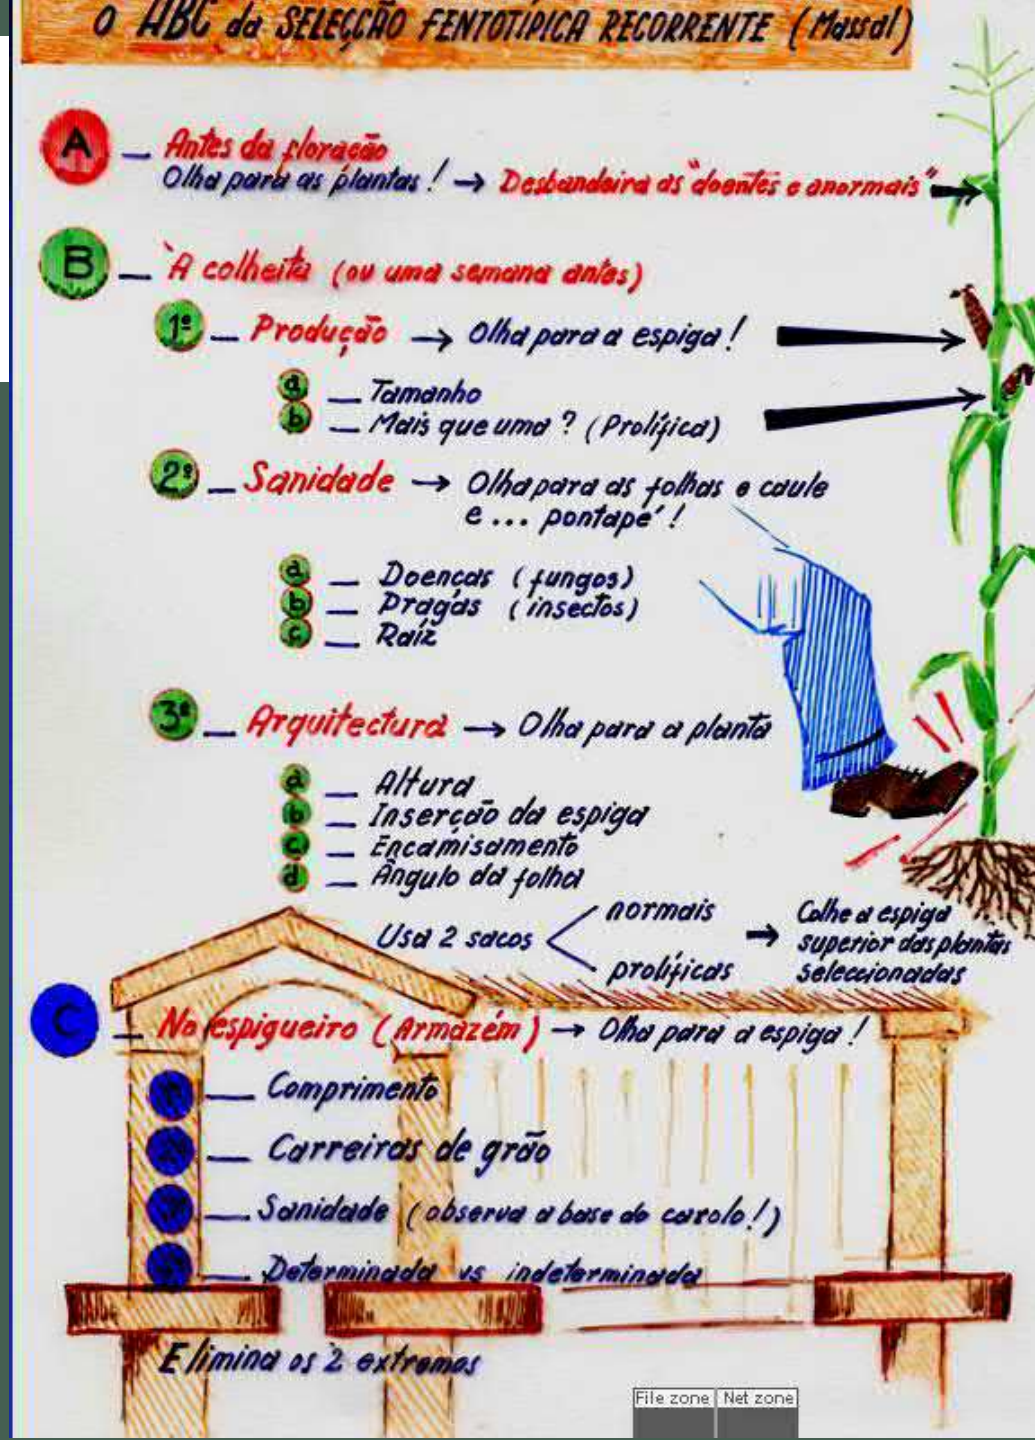 O ABC da SELECÇÃO FENTOTÍPICA RECORRENTE (Massal)
A — Antes da floração
Olha para as plantas! → Desbandeira as "doentes e anormais"
B — À colheita (ou uma semana antes)
1º — Produção → Olha para a espiga!
a — Tamanho
b — Mais que uma? (Prolífica)
2º — Sanidade → Olha para as folhas e caule
e ... pontapé!
a — Doenças (fungos)
b — Pragas (insectos)
c — Raíz
3º — Arquitectura → Olha para a planta
a — Altura
b — Inserção da espiga
c — Encamisamento
d — Ângulo da folha
Usa 2 sacos
normais
prolíficas
→ Colhe a espiga
superior das plantas
seleccionadas
C — No espigueiro (Armazém) → Olha para a espiga!
— Comprimento
— Carreiras de grão
— Sanidade (observa a base do carolo!)
— Determinada vs indeterminada
Elimina os 2 extremos
File zone Net zone